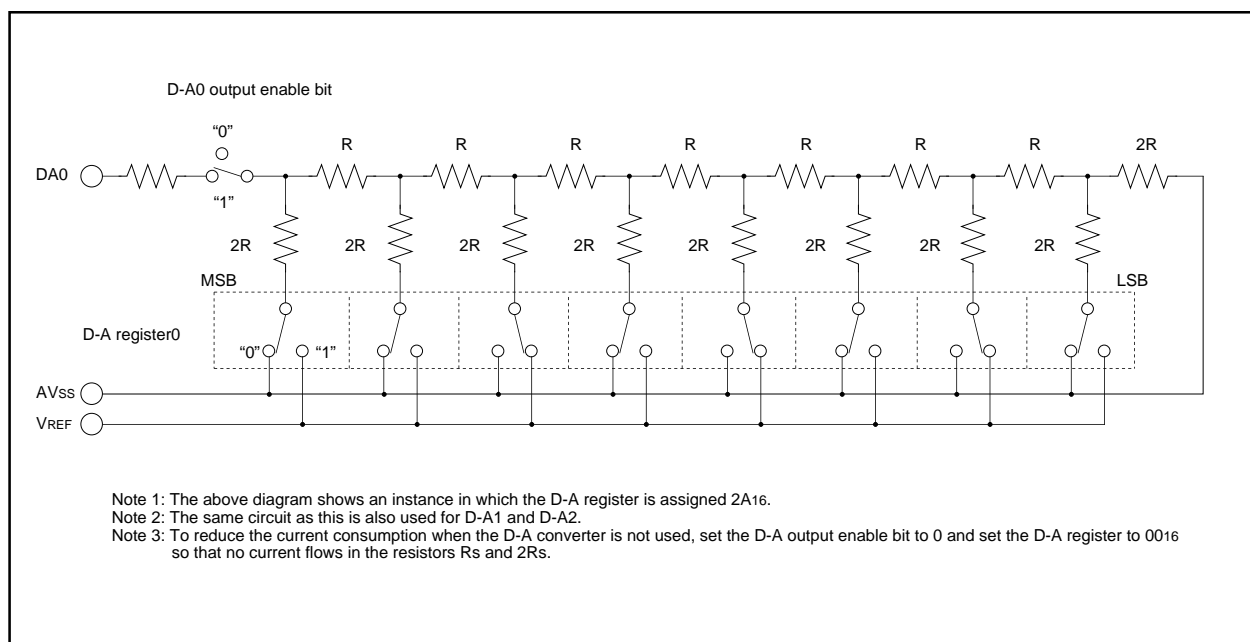 D-A0 output enable bit
“0”
R R R R R R R 2R
DA0
“1”
2R 2R 2R 2R 2R 2R 2R 2R
MSB LSB
D-A register0
“0” “1”
AVSS
VREF
Note 1: The above diagram shows an instance in which the D-A register is assigned 2A16.
Note 2: The same circuit as this is also used for D-A1 and D-A2.
Note 3: To reduce the current consumption when the D-A converter is not used, set the D-A output enable bit to 0 and set the D-A register to 0016
so that no current flows in the resistors Rs and 2Rs.